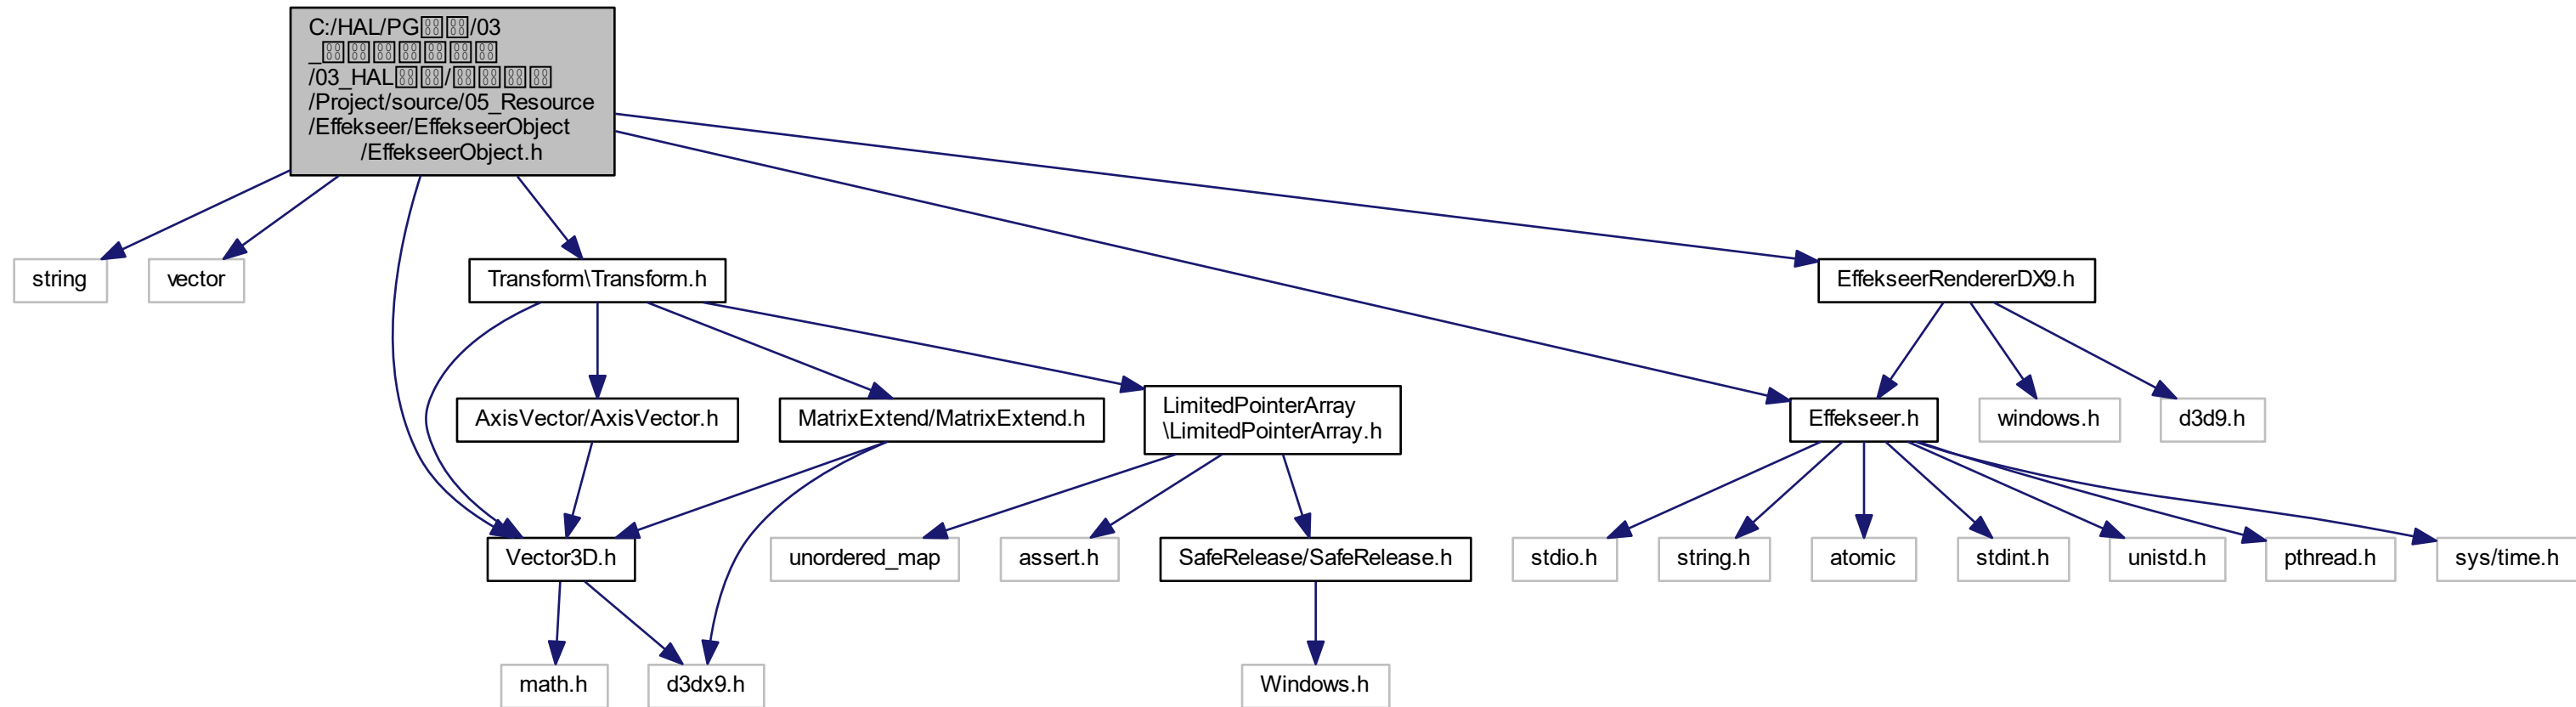 C:/HAL/PG/03
_
/03_HAL/
/Project/source/05_Resource
/Effekseer/EffekseerObject
/EffekseerObject.h
string
vector
Transform\Transform.h
EffekseerRendererDX9.h
AxisVector/AxisVector.h
MatrixExtend/MatrixExtend.h
LimitedPointerArray
\LimitedPointerArray.h
Effekseer.h
windows.h
d3d9.h
Vector3D.h
unordered_map
assert.h
SafeRelease/SafeRelease.h
stdio.h
string.h
atomic
stdint.h
unistd.h
pthread.h
sys/time.h
math.h
d3dx9.h
Windows.h